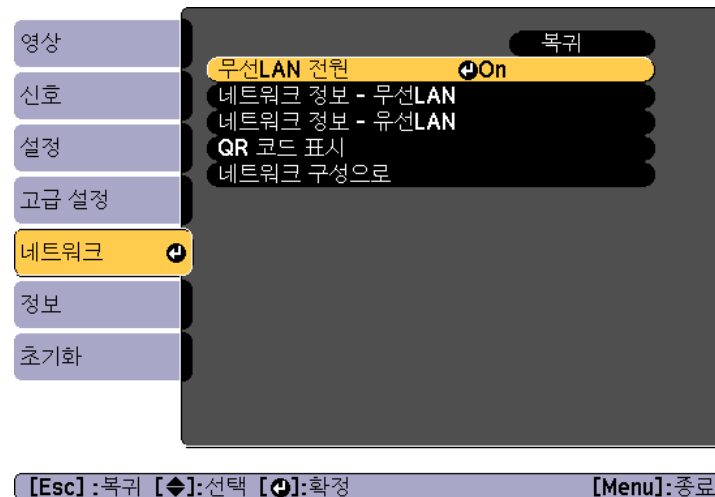 영상
신호
설정
고급 설정
네트워크
정보
초기화
복귀
무선LAN 전원 On
네트워크 정보 - 무선LAN
네트워크 정보 - 유선LAN
QR 코드 표시
네트워크 구성으로
[Esc] :복귀 [◆]:선택 [↵]:확정 [Menu]:종료